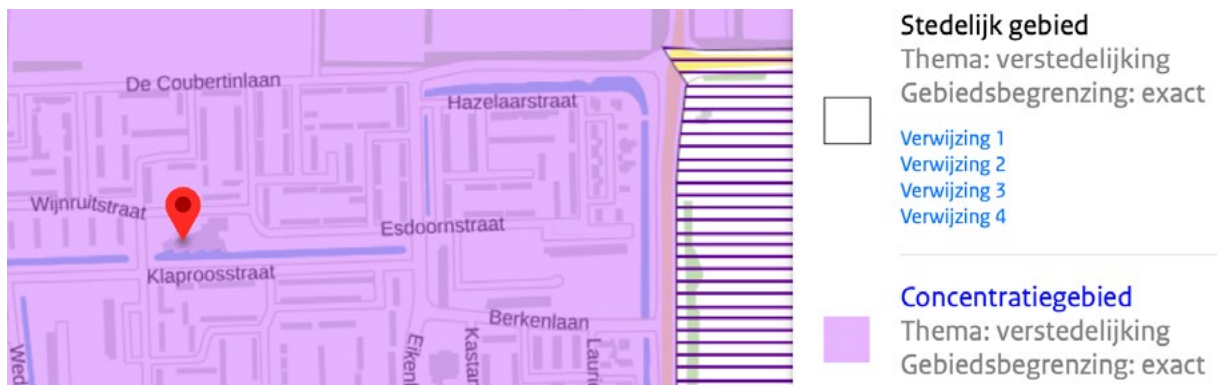 De Coubertinlaan
Hazelaarstraat
Wijnruitstraat
Esdoornstraat
Klaproosstraat
Berkenlaan
Stedelijk gebied
Thema: verstedelijking
Gebiedsbegrenzing: exact
Verwijzing 1
Verwijzing 2
Verwijzing 3
Verwijzing 4
Concentratiegebied
Thema: verstedelijking
Gebiedsbegrenzing: exact